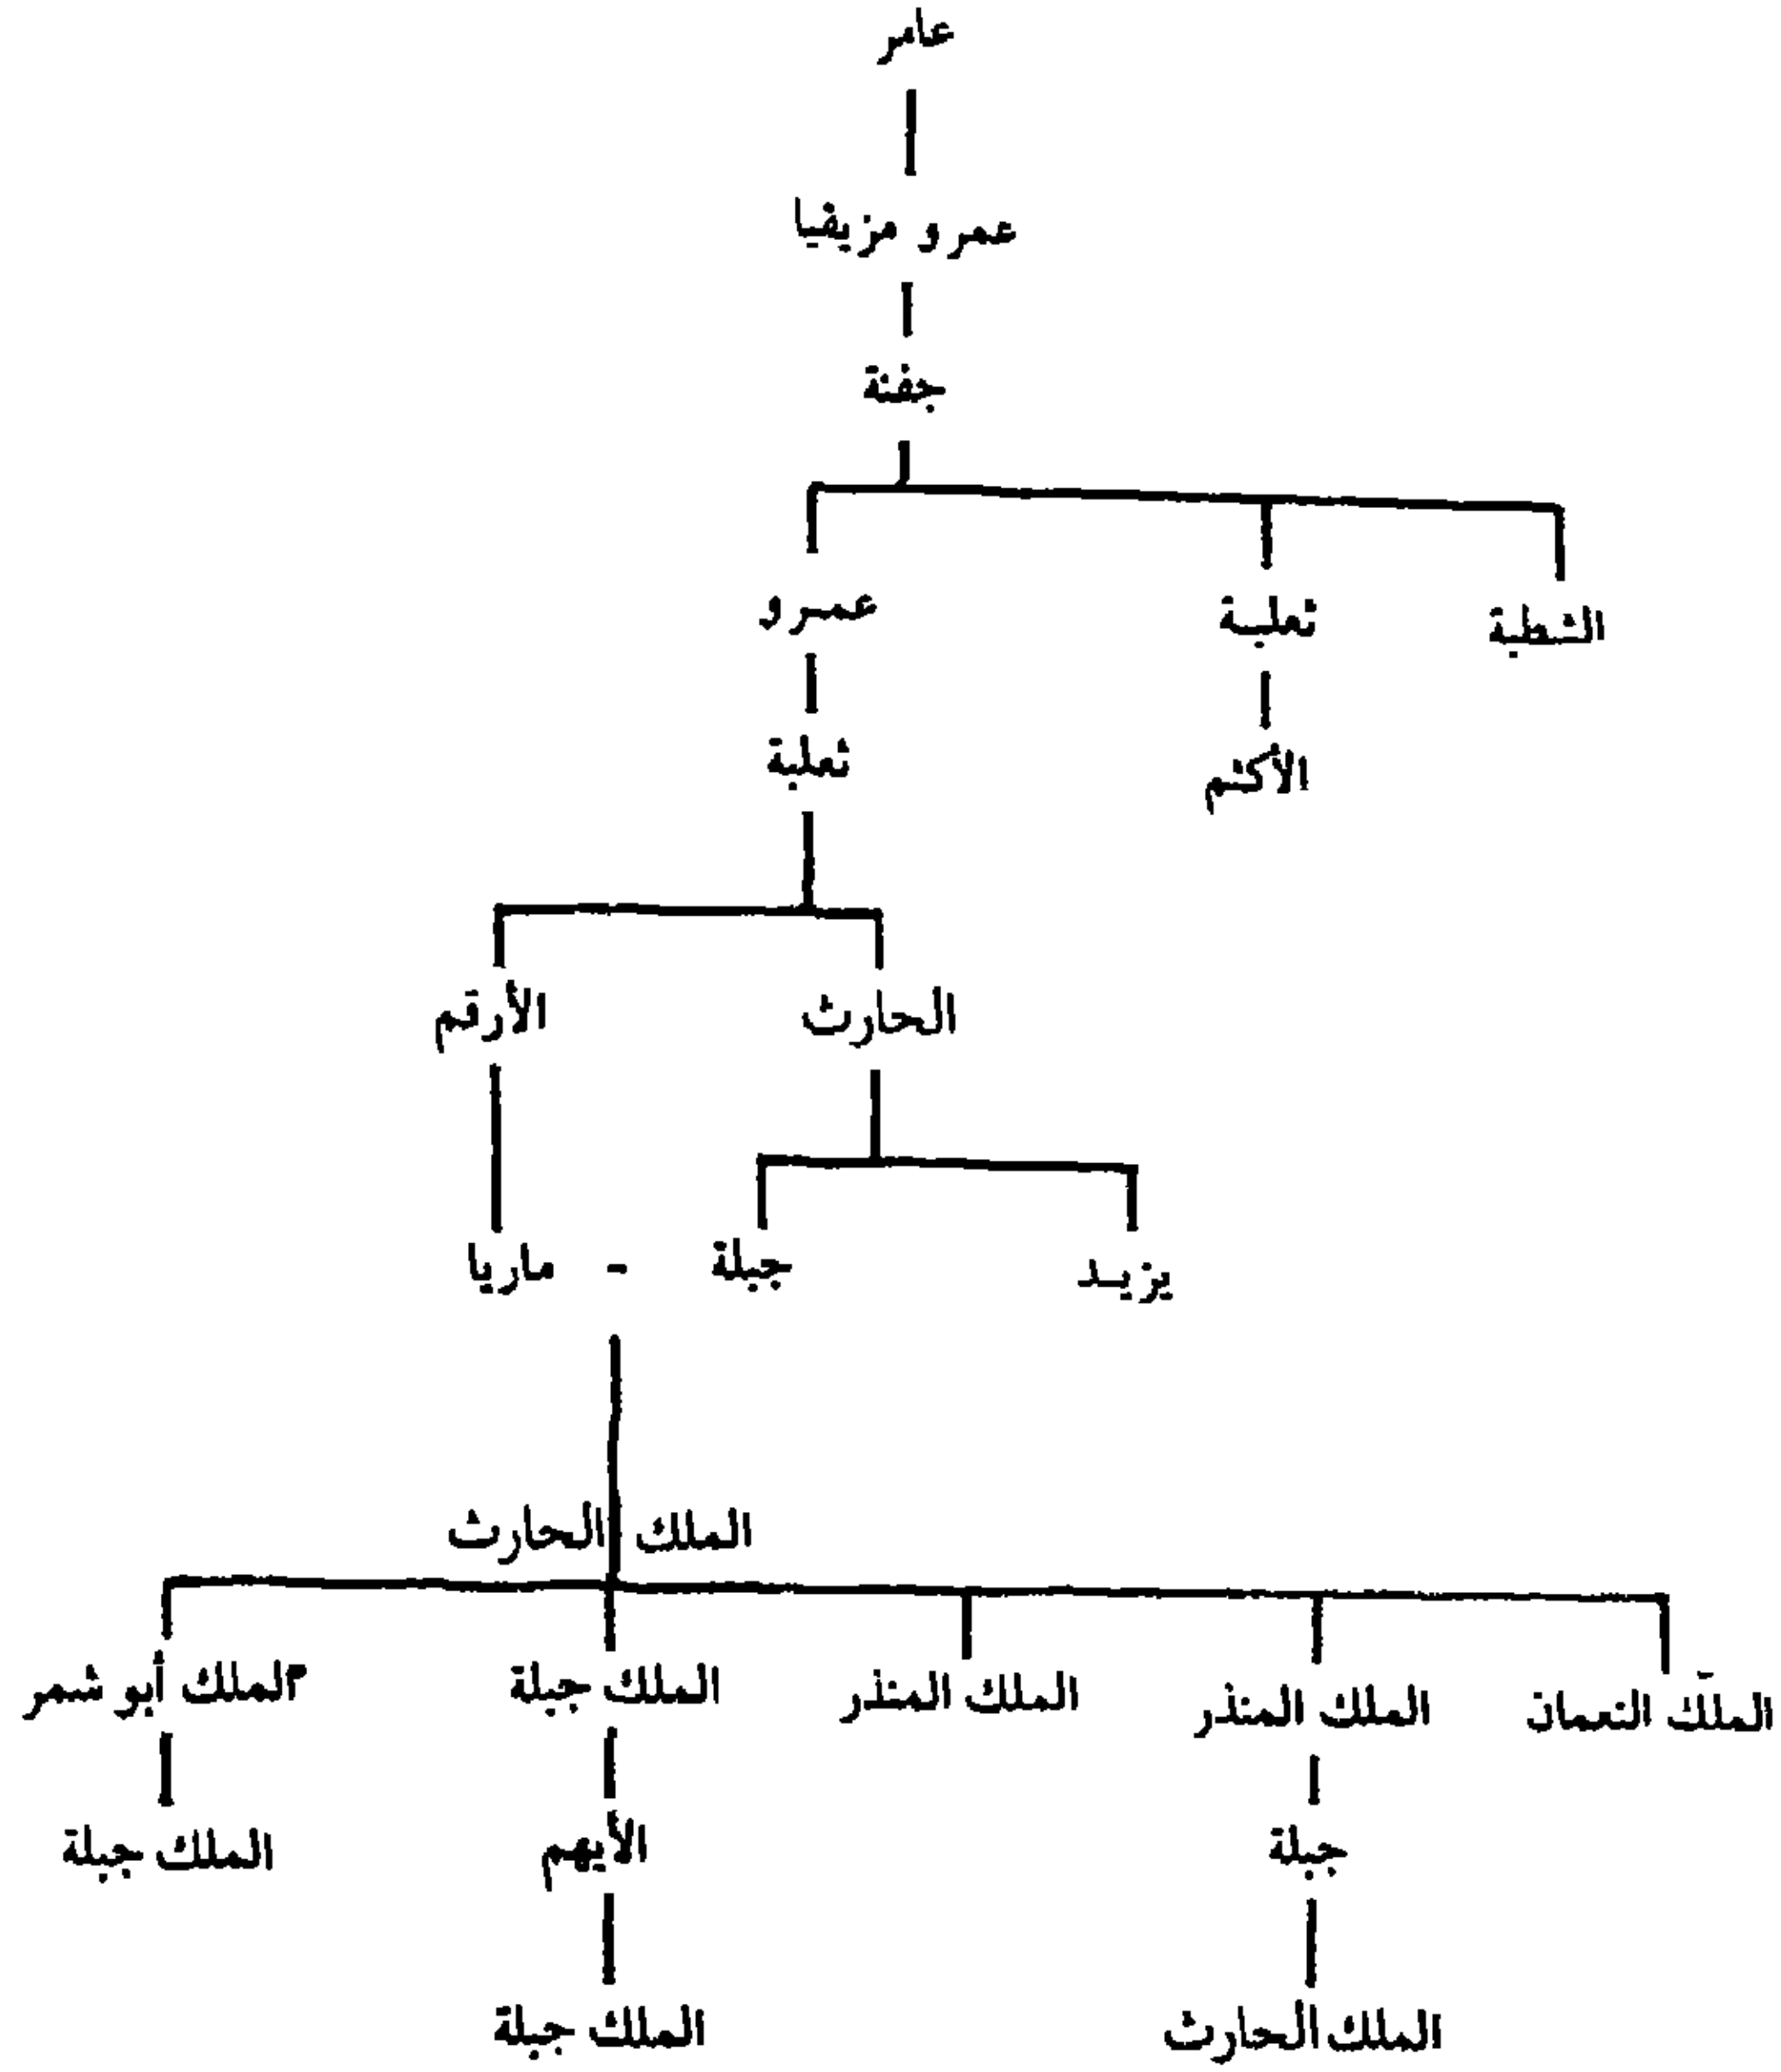 عامر
عمرو مزيقيا
جفنة
الشطبة ثعلبة عمرو
الأكثم ثعلبة
الحارث الأرقم
يزيد جبلة - ماريا
الملك الحارث
الملك النعمان الملك المنذر الملك المنذر الملك جبلة الملك أبو شمر
جبلة الأيهم الملك جبلة
الملك الحارث الملك جبلة